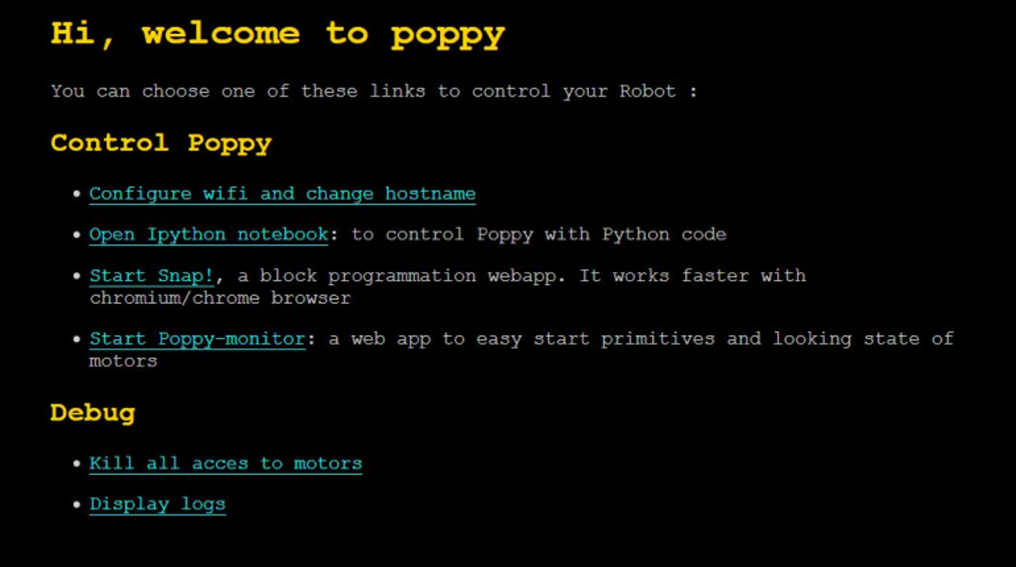 Hi, welcome to poppy
You can choose one of these links to control your Robot :
Control Poppy
Configure wifi and change hostname
Open Ipython notebook: to control Poppy with Python code
Start Snap!, a block programmation webapp. It works faster with
chromium/chrome browser
Start Poppy-monitor: a web app to easy start primitives and looking state of
motors
Debug
Kill all acces to motors
Display logs